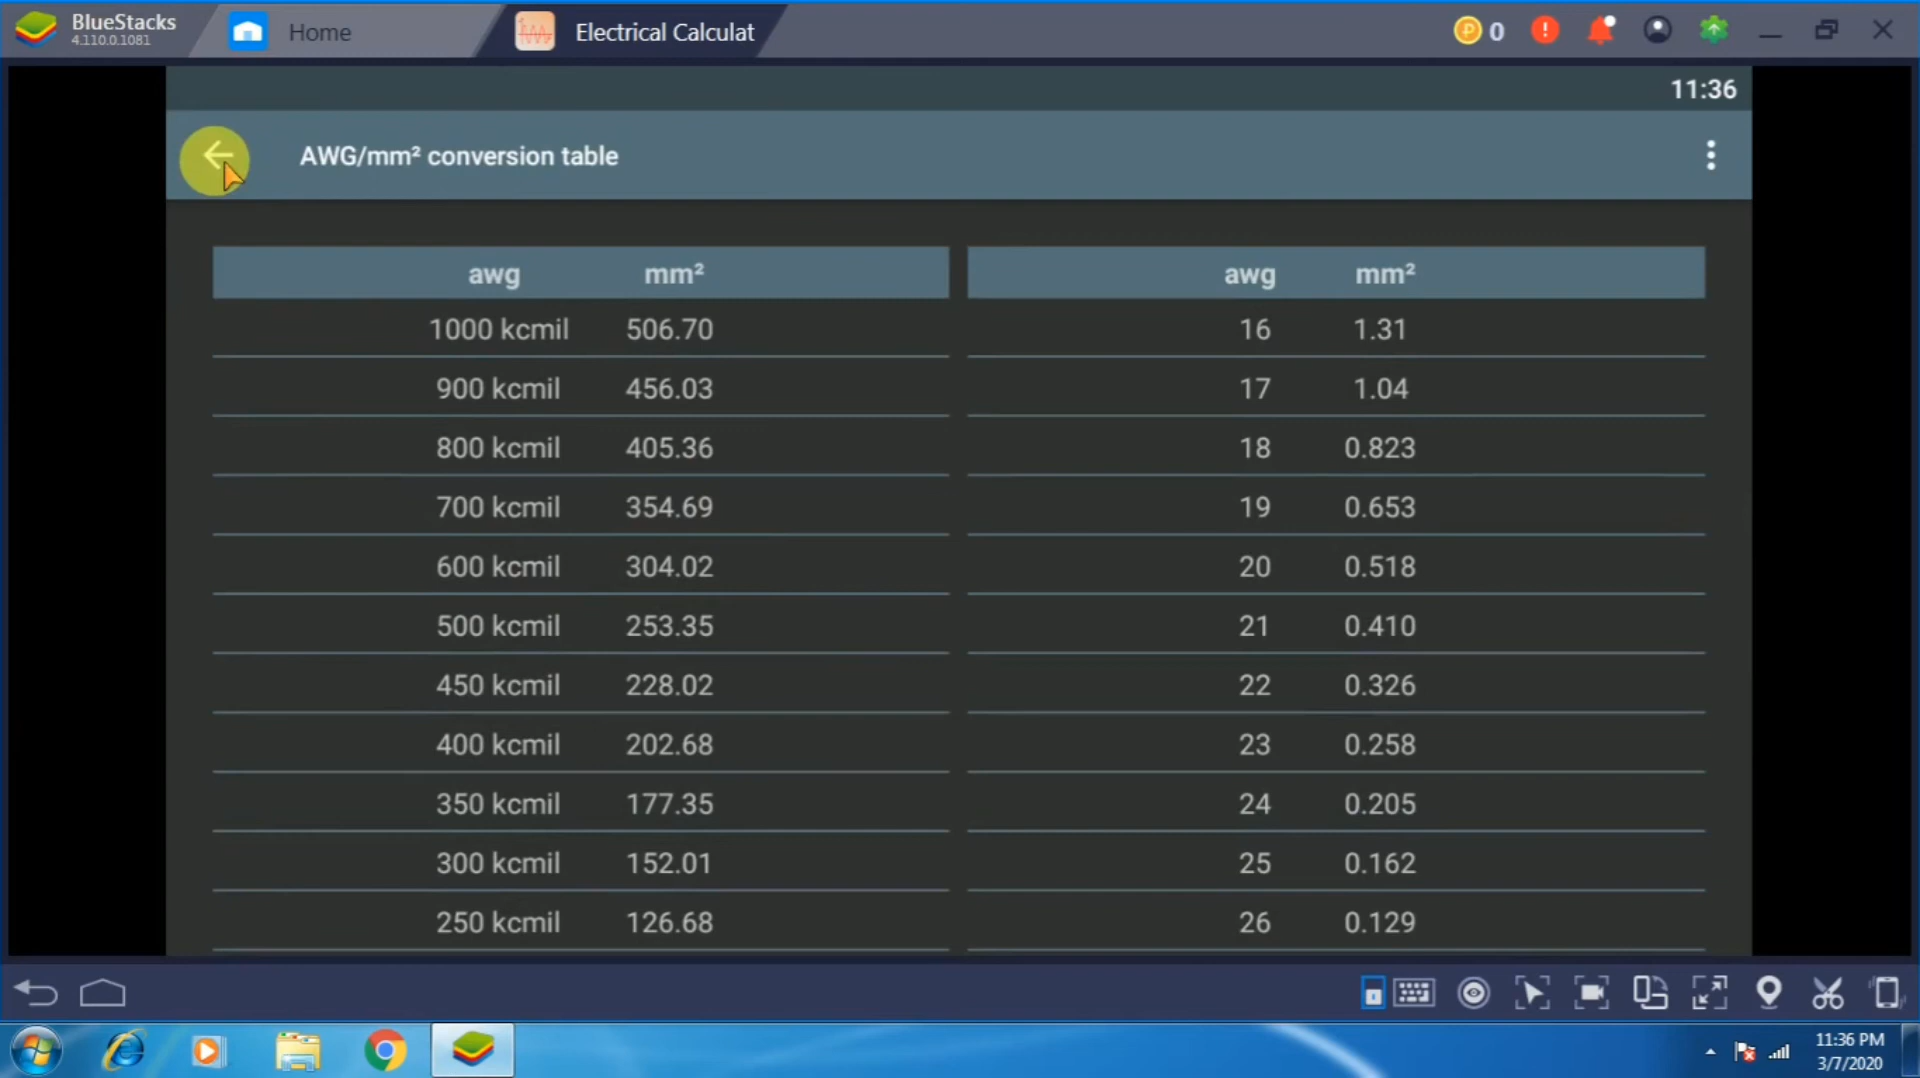 BlueStacks
4.110.0.1081
Home
Electrical Calculat
0
11:36
AWG/mm² conversion table
awg mm² awg mm²
1000 kcmil 506.70 16 1.31
900 kcmil 456.03 17 1.04
800 kcmil 405.36 18 0.823
700 kcmil 354.69 19 0.653
600 kcmil 304.02 20 0.518
500 kcmil 253.35 21 0.410
450 kcmil 228.02 22 0.326
400 kcmil 202.68 23 0.258
350 kcmil 177.35 24 0.205
300 kcmil 152.01 25 0.162
250 kcmil 126.68 26 0.129
11:36 PM
3/7/2020